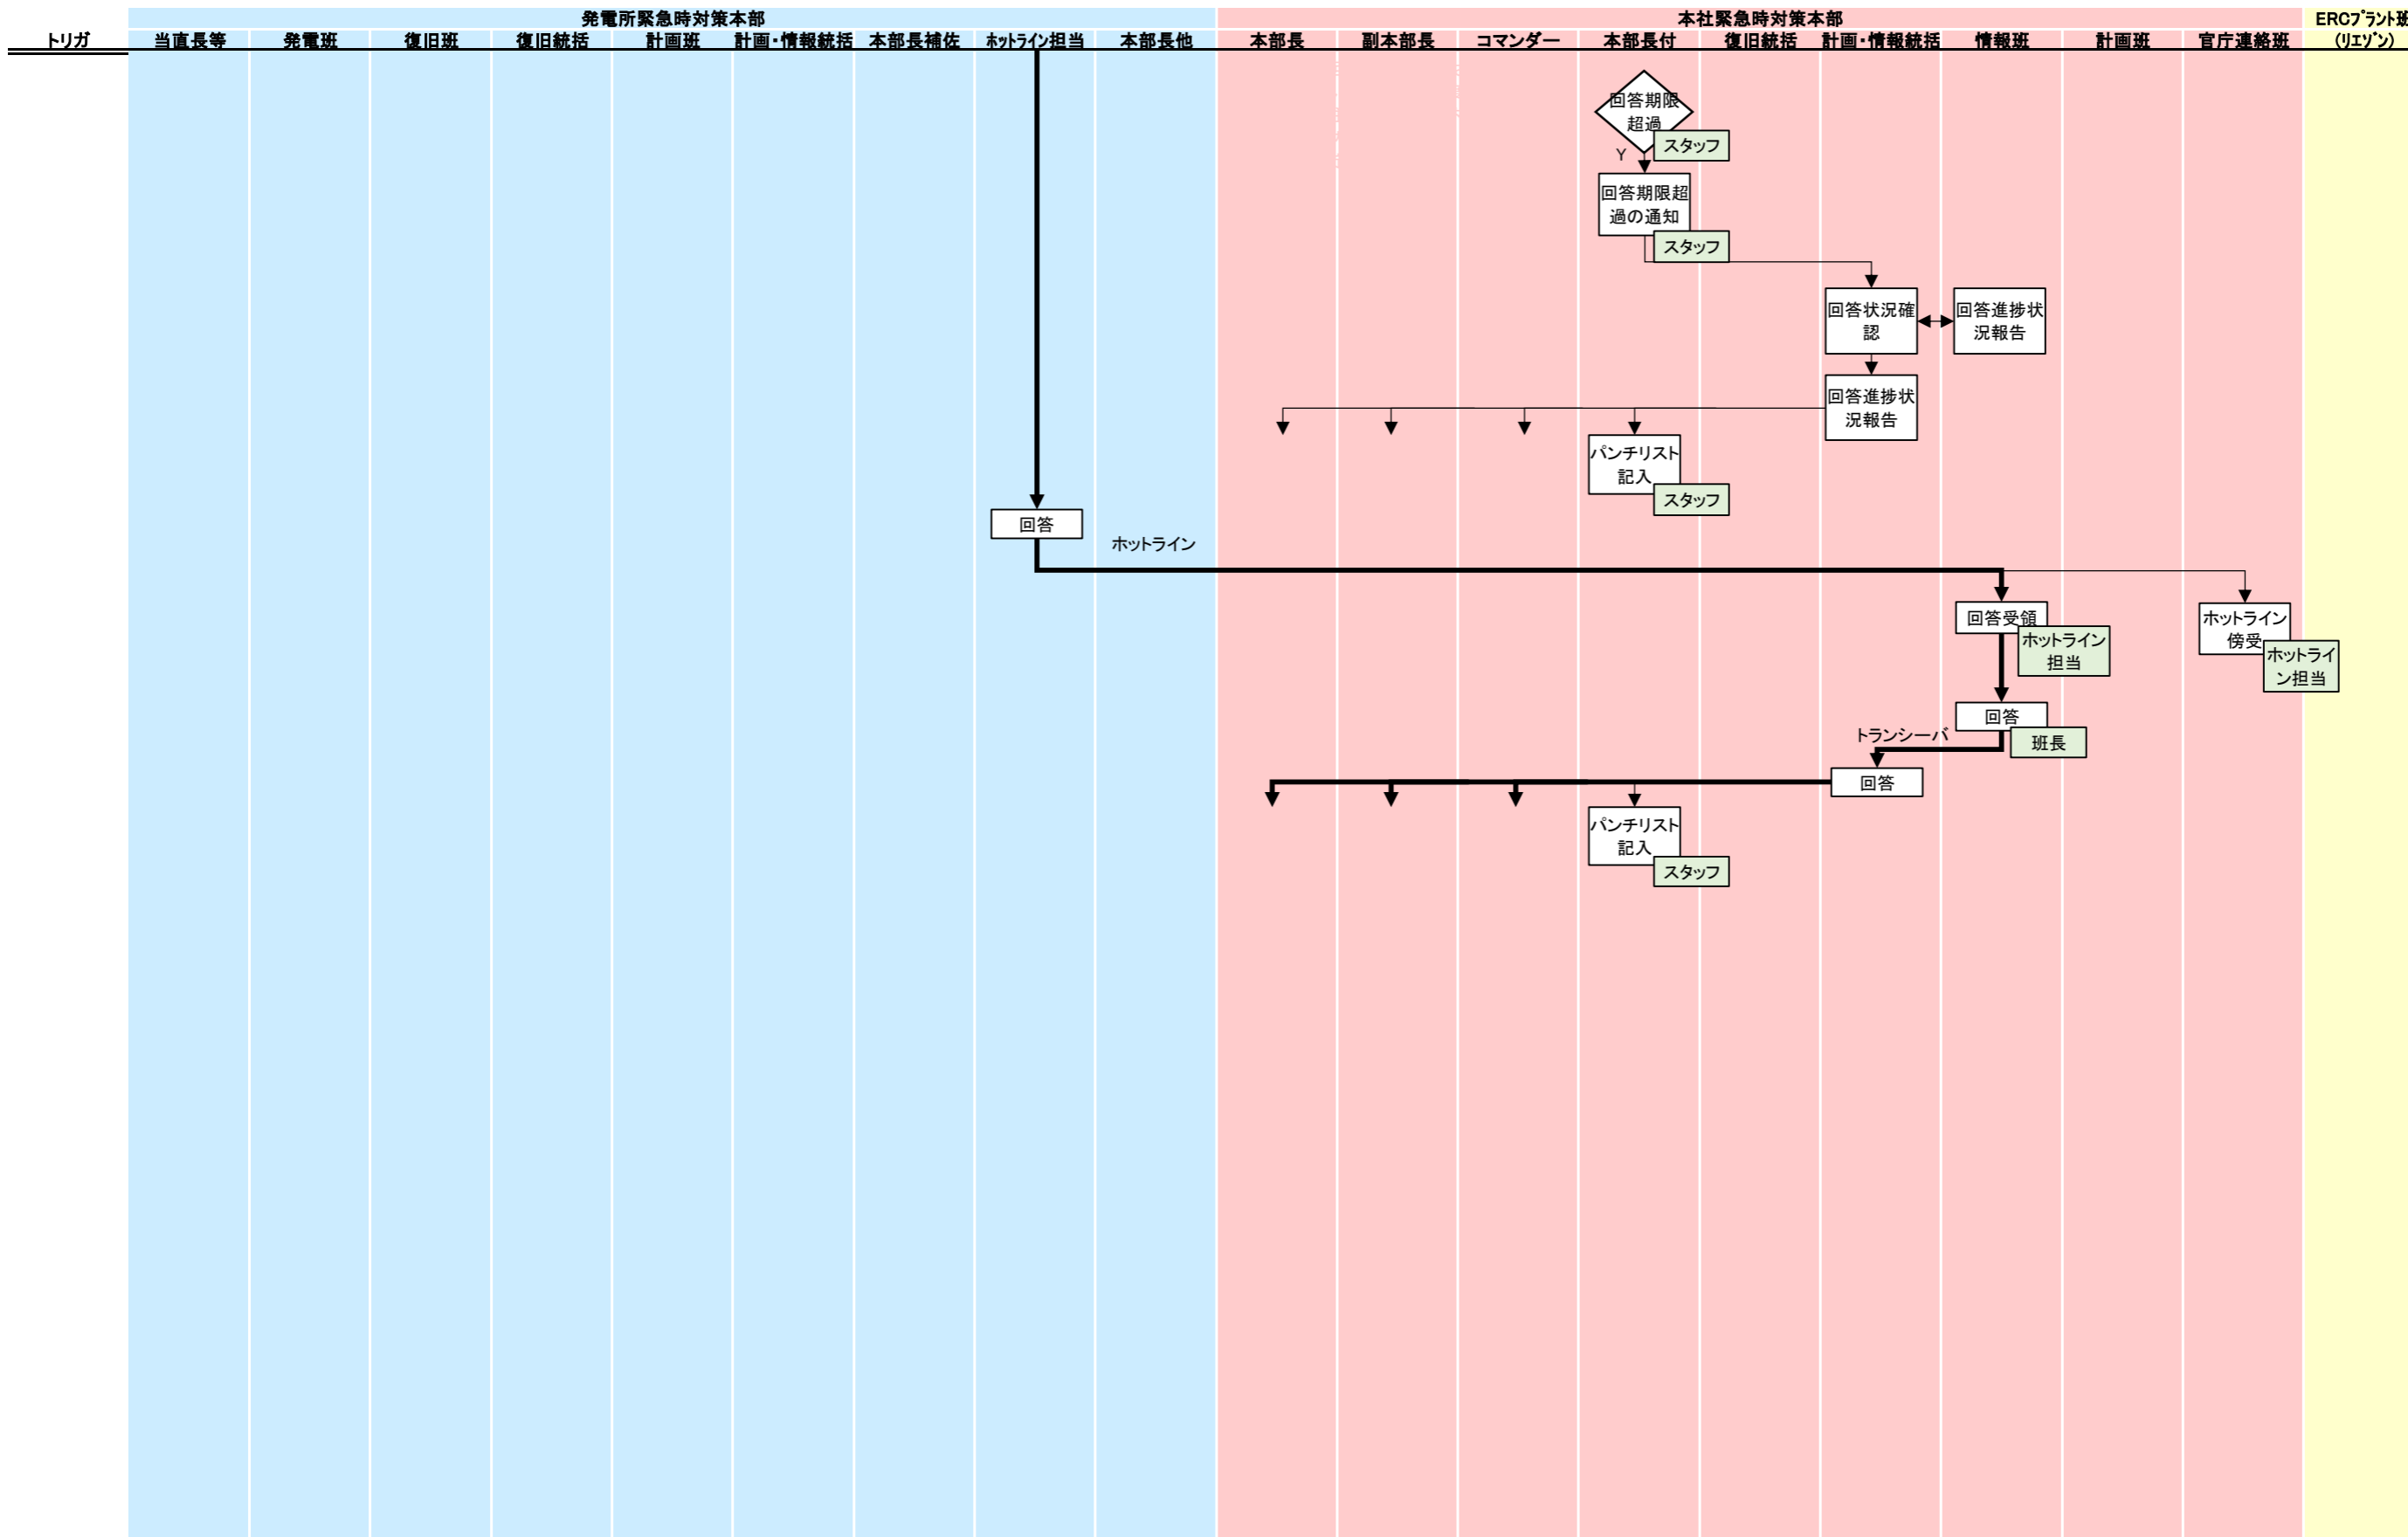 発電所緊急時対策本部
本社緊急時対策本部
ERCプラント班
トリガ
当直長等
発電班
復旧班
復旧統括
計画班
計画・情報統括
本部長補佐
ホットライン担当
本部長他
本部長
副本部長
コマンダー
本部長付
復旧統括
計画・情報統括
情報班
計画班
官庁連絡班
(リエゾン)
回答期限
超過
スタッフ
Y
回答期限超
過の通知
スタッフ
回答状況確
認
回答進捗状
況報告
回答進捗状
況報告
パンチリスト
記入
スタッフ
回答
ホットライン
回答受領
ホットライン
担当
ホットライン
傍受
ホットライ
ン担当
回答
班長
トランシーバ
回答
パンチリスト
記入
スタッフ